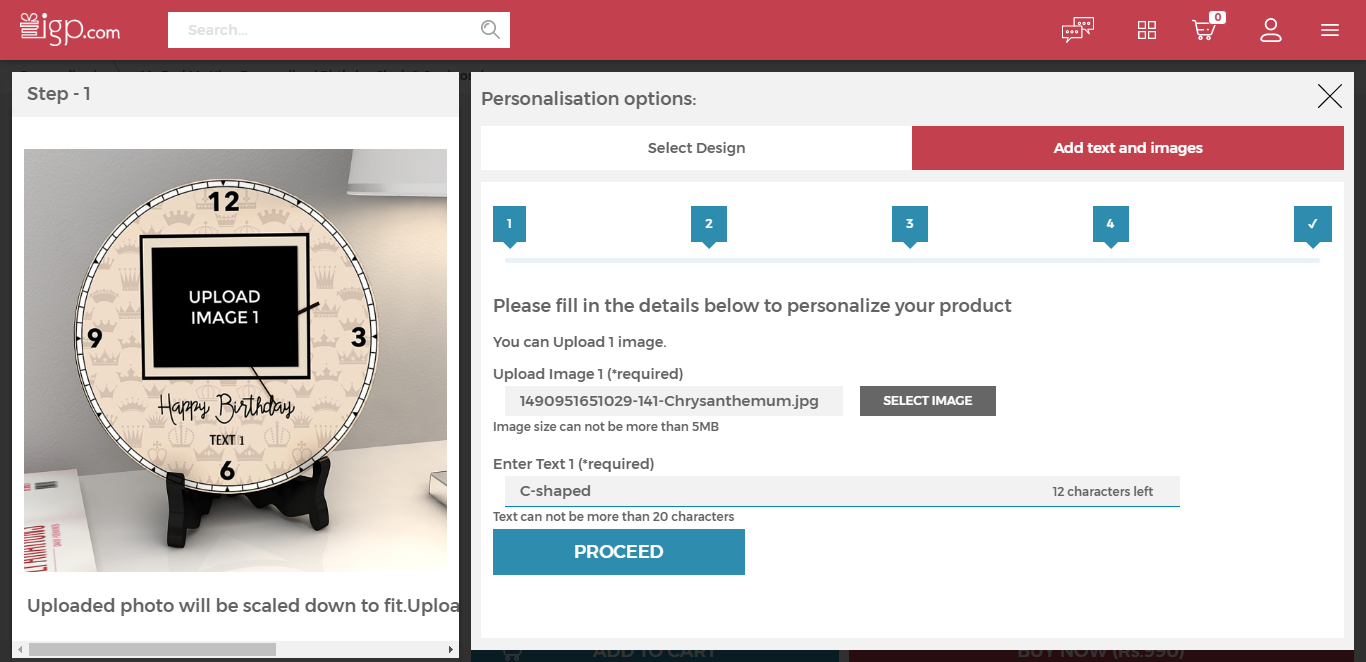 igp.com
Search...
0
Step - 1
12
UPLOAD
IMAGE 1
9
3
Happy Birthday
TEXT 1
6
Uploaded photo will be scaled down to fit.Uploa
Personalisation options:
Select Design
Add text and images
1
2
3
4
✓
Please fill in the details below to personalize your product
You can Upload 1 image.
Upload Image 1 (*required)
1490951651029-141-Chrysanthemum.jpg
SELECT IMAGE
Image size can not be more than 5MB
Enter Text 1 (*required)
C-shaped
12 characters left
Text can not be more than 20 characters
PROCEED
ADD TO CART
BUY NOW (Rs.990)